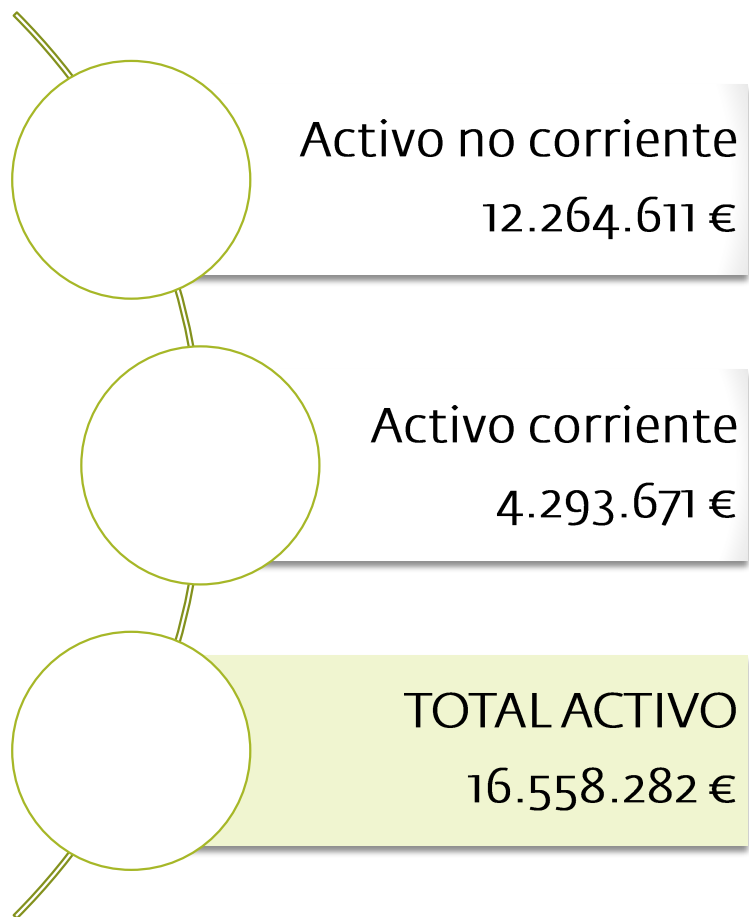 Activo no corriente
12.264.611 €
Activo corriente
4.293.671 €
TOTAL ACTIVO
16.558.282 €